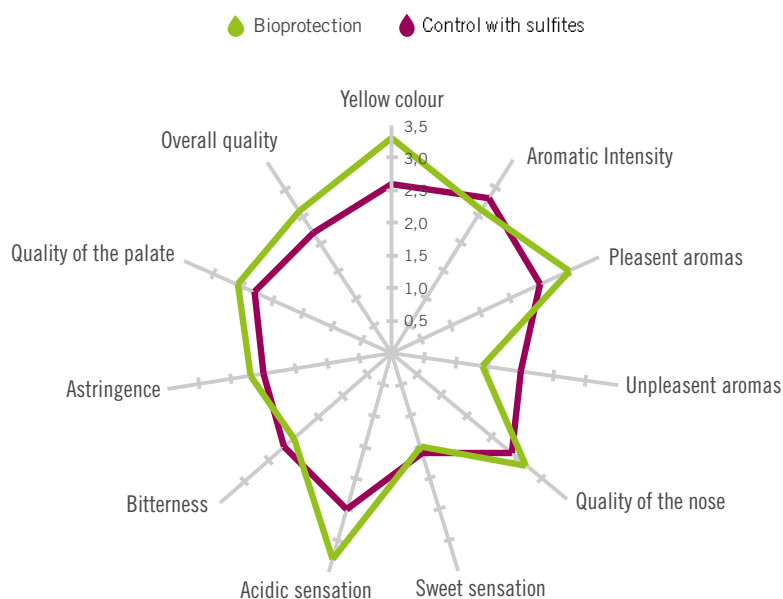 Bioprotection
Control with sulfites
Yellow colour
3,5
3,0
2,5
2,0
1,5
1,0
0,5
Aromatic Intensity
Pleasent aromas
Unpleasent aromas
Quality of the nose
Sweet sensation
Acidic sensation
Bitterness
Astringence
Quality of the palate
Overall quality